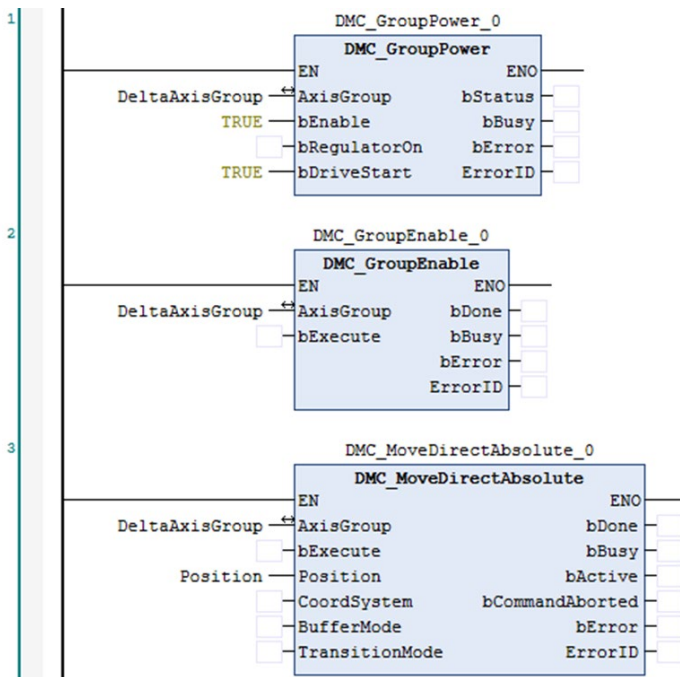 1
DMC_GroupPower_0
DMC_GroupPower
EN ENO
DeltaAxisGroup AxisGroup bStatus
TRUE bEnable bBusy
bRegulatorOn bError
TRUE bDriveStart ErrorID
2
DMC_GroupEnable_0
DMC_GroupEnable
EN ENO
DeltaAxisGroup AxisGroup bDone
bExecute bBusy
bError
ErrorID
3
DMC_MoveDirectAbsolute_0
DMC_MoveDirectAbsolute
EN ENO
DeltaAxisGroup AxisGroup bDone
bExecute bBusy
Position Position bActive
CoordSystem bCommandAborted
BufferMode bError
TransitionMode ErrorID